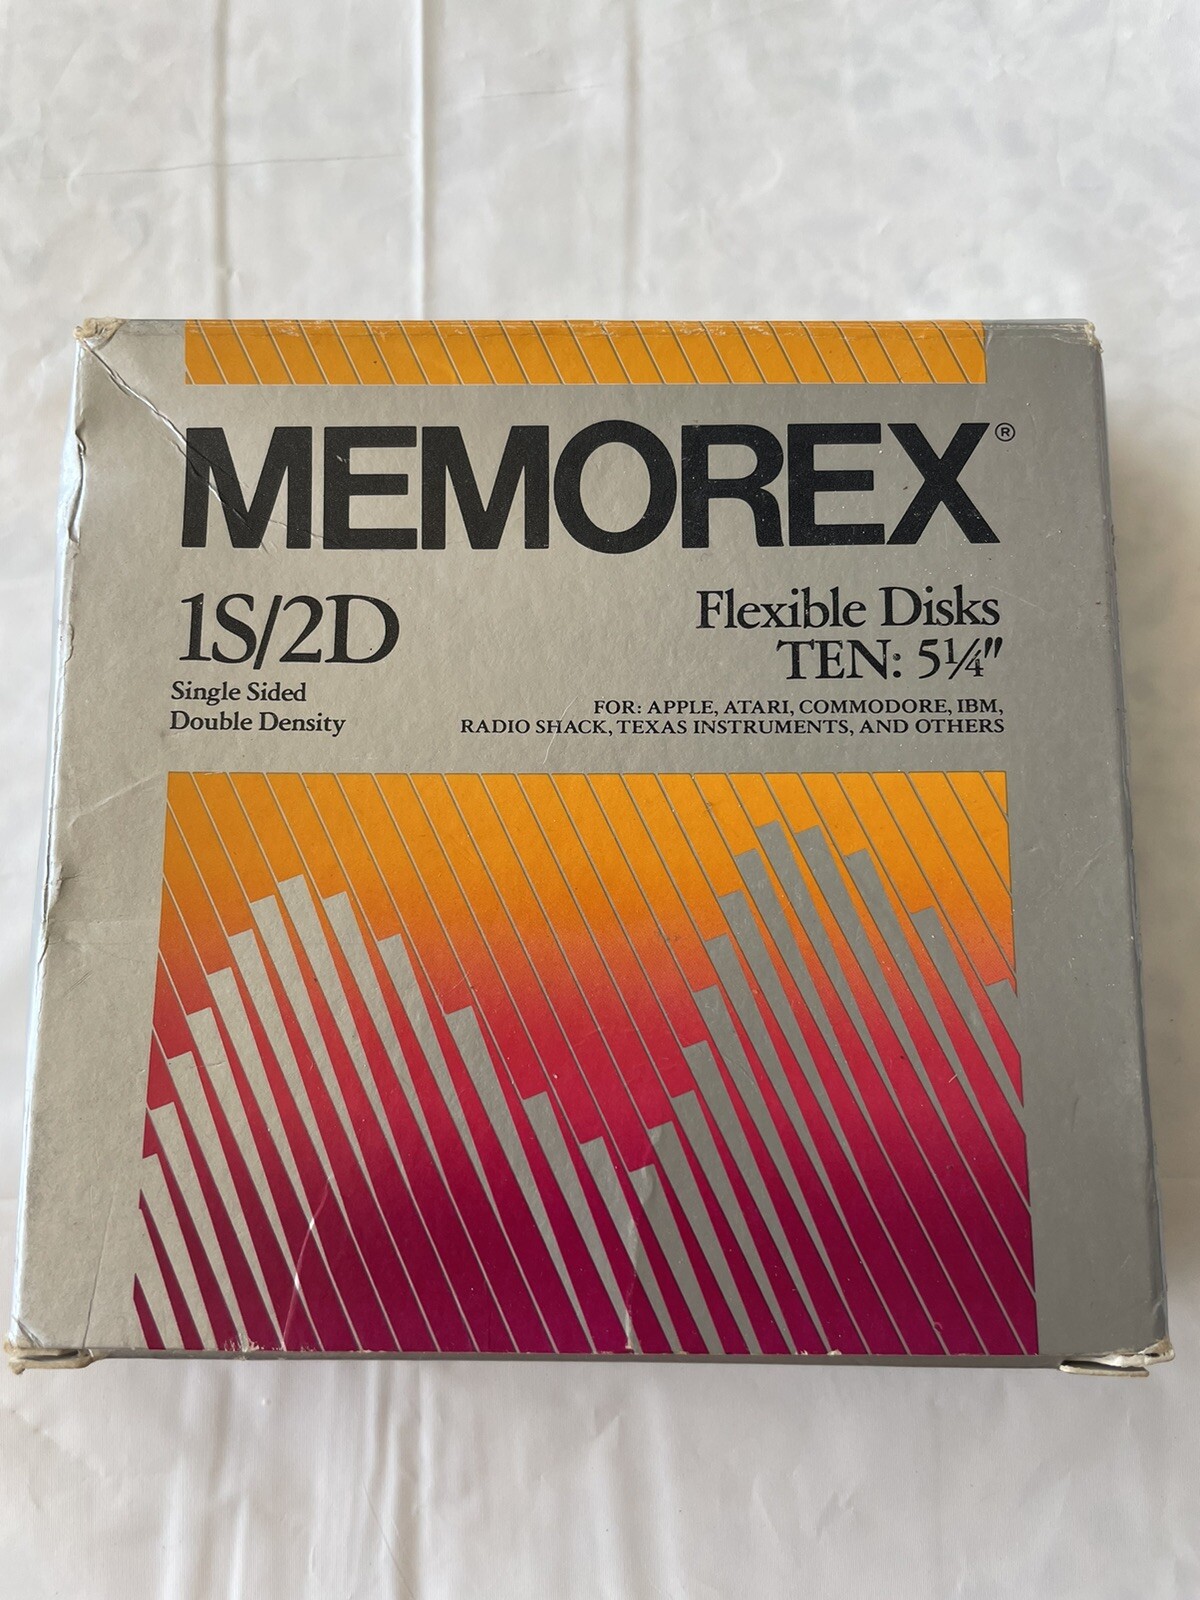 MEMOREX®
1S/2D
Single Sided
Double Density
Flexible Disks
TEN: 5¼"
FOR: APPLE, ATARI, COMMODORE, IBM,
RADIO SHACK, TEXAS INSTRUMENTS, AND OTHERS